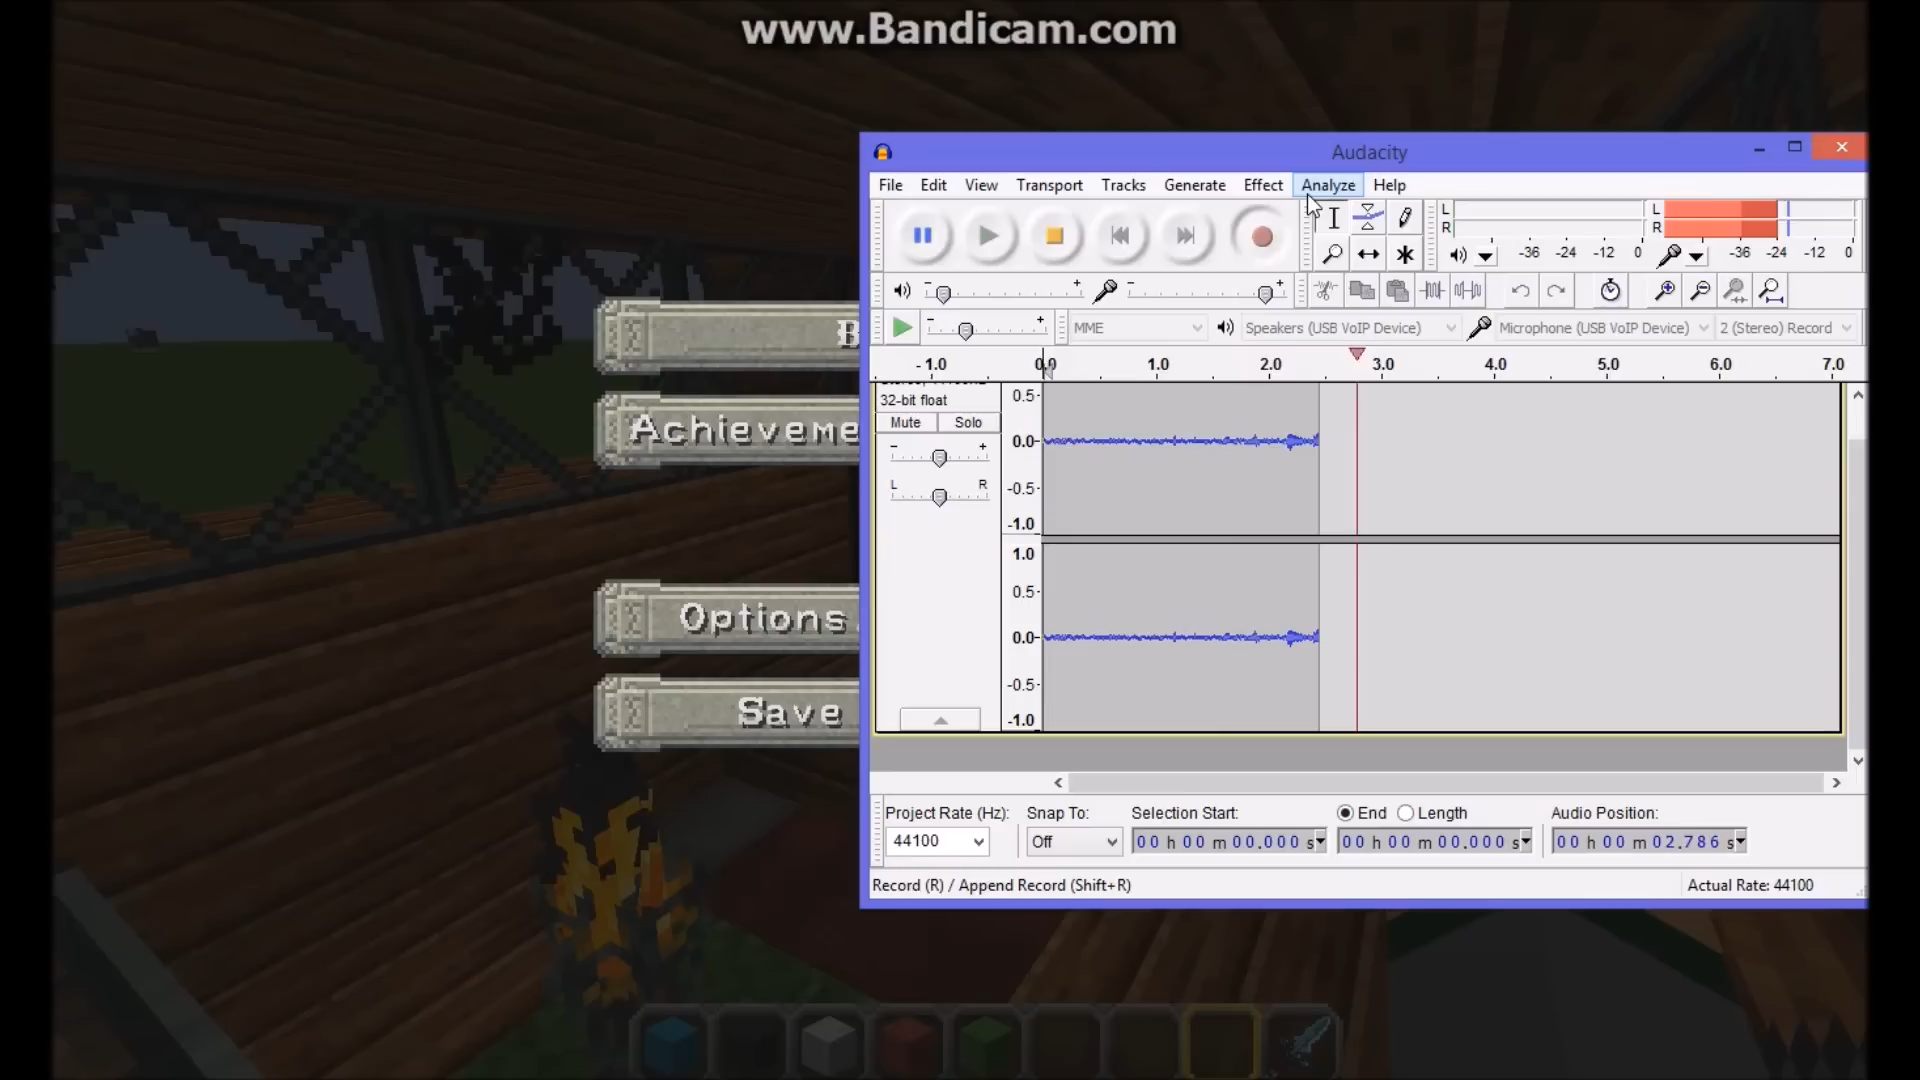 www.Bandicam.com
Audacity
File Edit View Transport Tracks Generate Effect Analyze Help
L
R
-36 -24 -12 0
L
R
-36 -24 -12 0
MME
Speakers (USB VoIP Device)
Microphone (USB VoIP Device)
2 (Stereo) Record
-1.0 0.0 1.0 2.0 3.0 4.0 5.0 6.0 7.0
32-bit float
Mute Solo
- +
L R
0.5-
0.0-
-0.5-
-1.0
1.0
0.5-
0.0-
-0.5-
-1.0
Achieveme
Options.
Save
Project Rate (Hz): Snap To: Selection Start: End Length Audio Position:
44100 Off 00 h 00 m 00.000 s 00 h 00 m 00.000 s 00 h 00 m 02.786 s
Record (R) / Append Record (Shift+R) Actual Rate: 44100